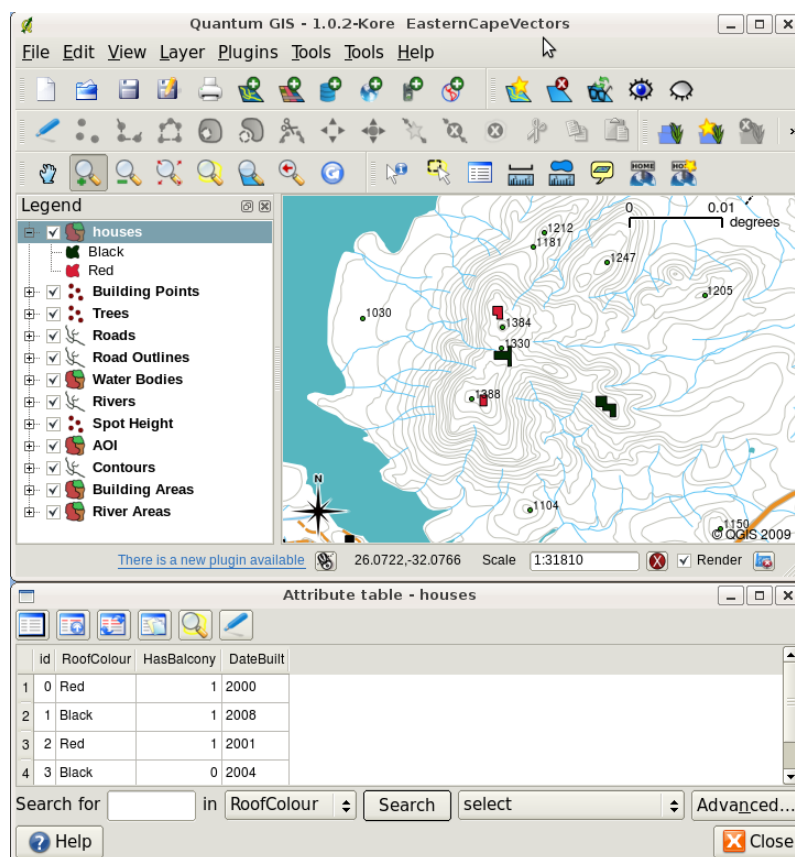 Quantum GIS - 1.0.2-Kore EasternCapeVectors
File Edit View Layer Plugins Tools Tools Help
HOME
Legend
houses
Black
Red
Building Points
Trees
Roads
Road Outlines
Water Bodies
Rivers
Spot Height
AOI
Contours
Building Areas
River Areas
0 0.01
degrees
1212
1181
1247
1205
1030
1384
1330
1388
1104
1150
N
© QGIS 2009
There is a new plugin available 26.0722,-32.0766 Scale 1:31810 Render
Attribute table - houses
id RoofColour HasBalcony DateBuilt
1 0 Red 1 2000
2 1 Black 1 2008
3 2 Red 1 2001
4 3 Black 0 2004
Search for in RoofColour Search select Advanced...
Help Close